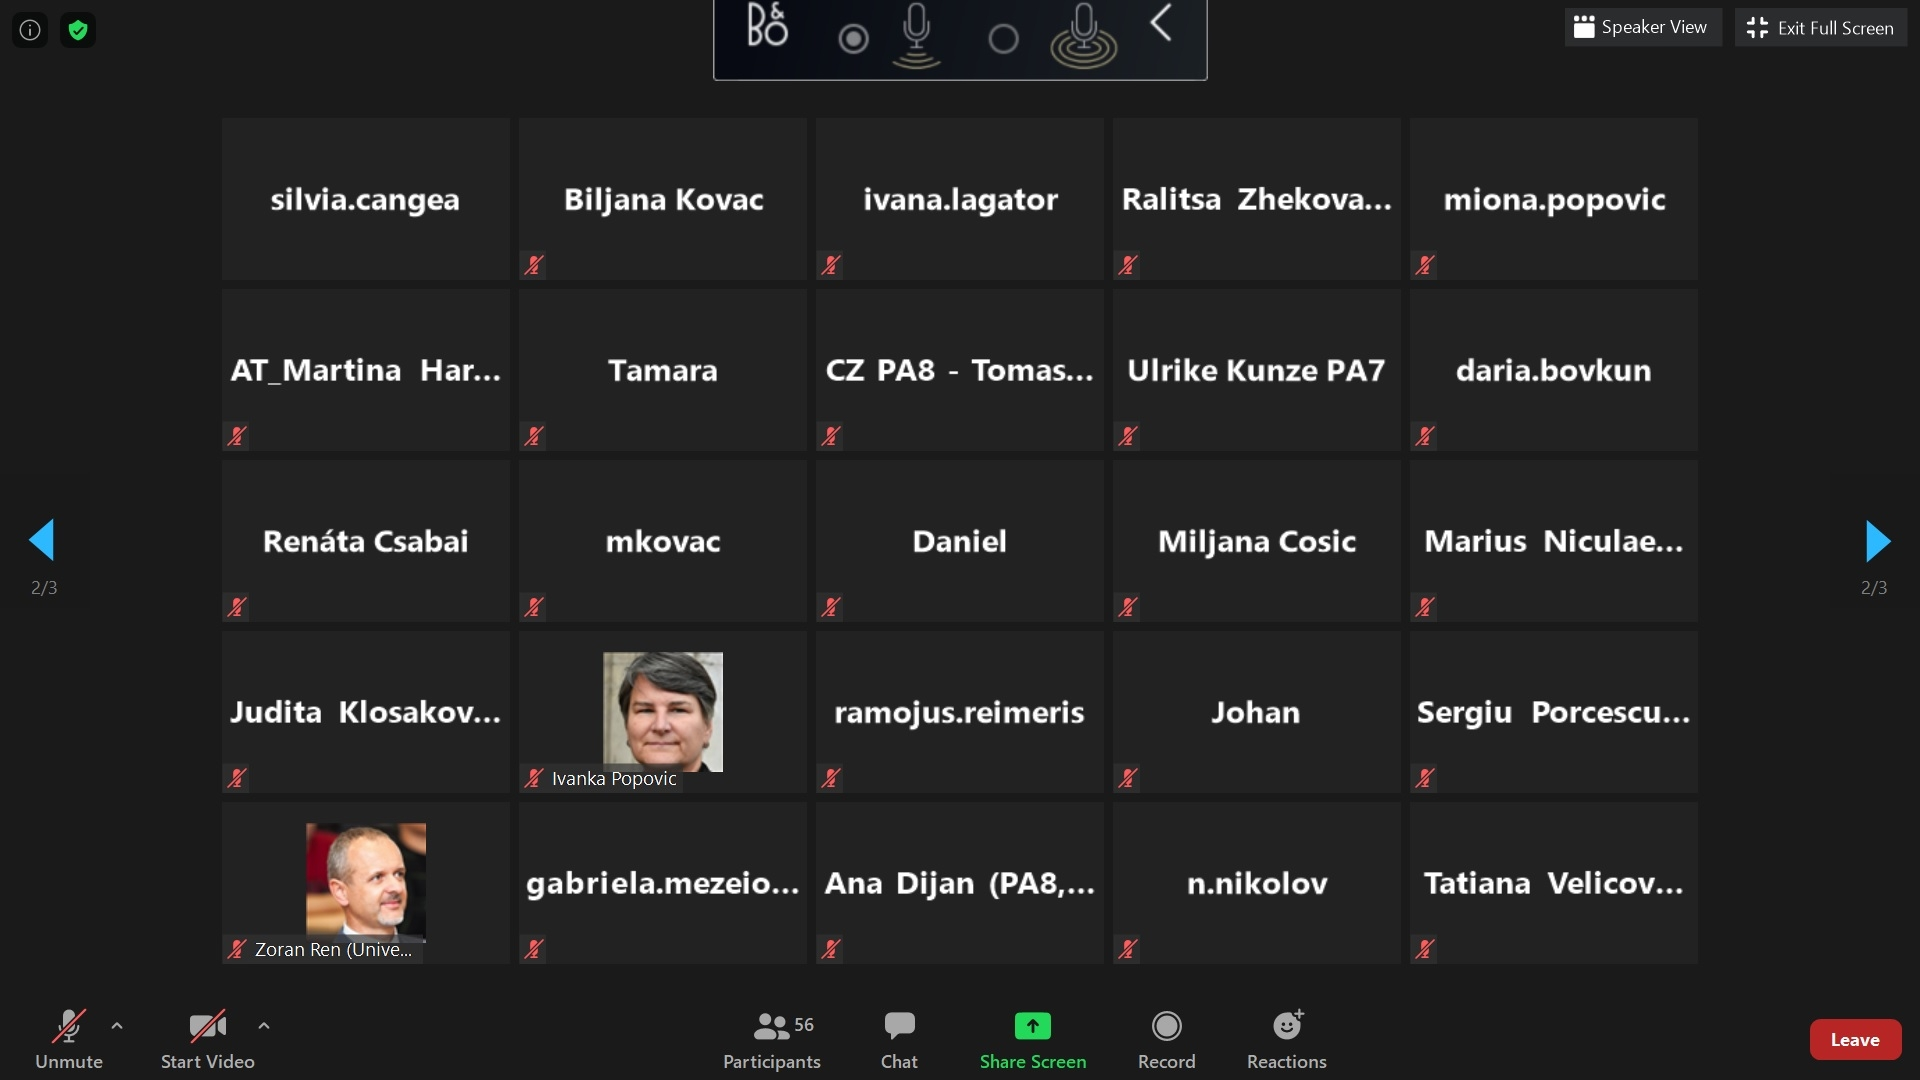 B&O
Speaker View
Exit Full Screen
silvia.cangea
Biljana Kovac
ivana.lagator
Ralitsa Zhekova...
miona.popovic
AT_Martina Har...
Tamara
CZ PA8 - Tomas...
Ulrike Kunze PA7
daria.bovkun
Renáta Csabai
mkovac
Daniel
Miljana Cosic
Marius Niculae...
2/3
2/3
Judita Klosakov...
Ivanka Popovic
ramojus.reimeris
Johan
Sergiu Porcescu...
Zoran Ren (Unive...
gabriela.mezeio...
Ana Dijan (PA8,...
n.nikolov
Tatiana Velicov...
Unmute
Start Video
56
Participants
Chat
Share Screen
Record
Reactions
Leave